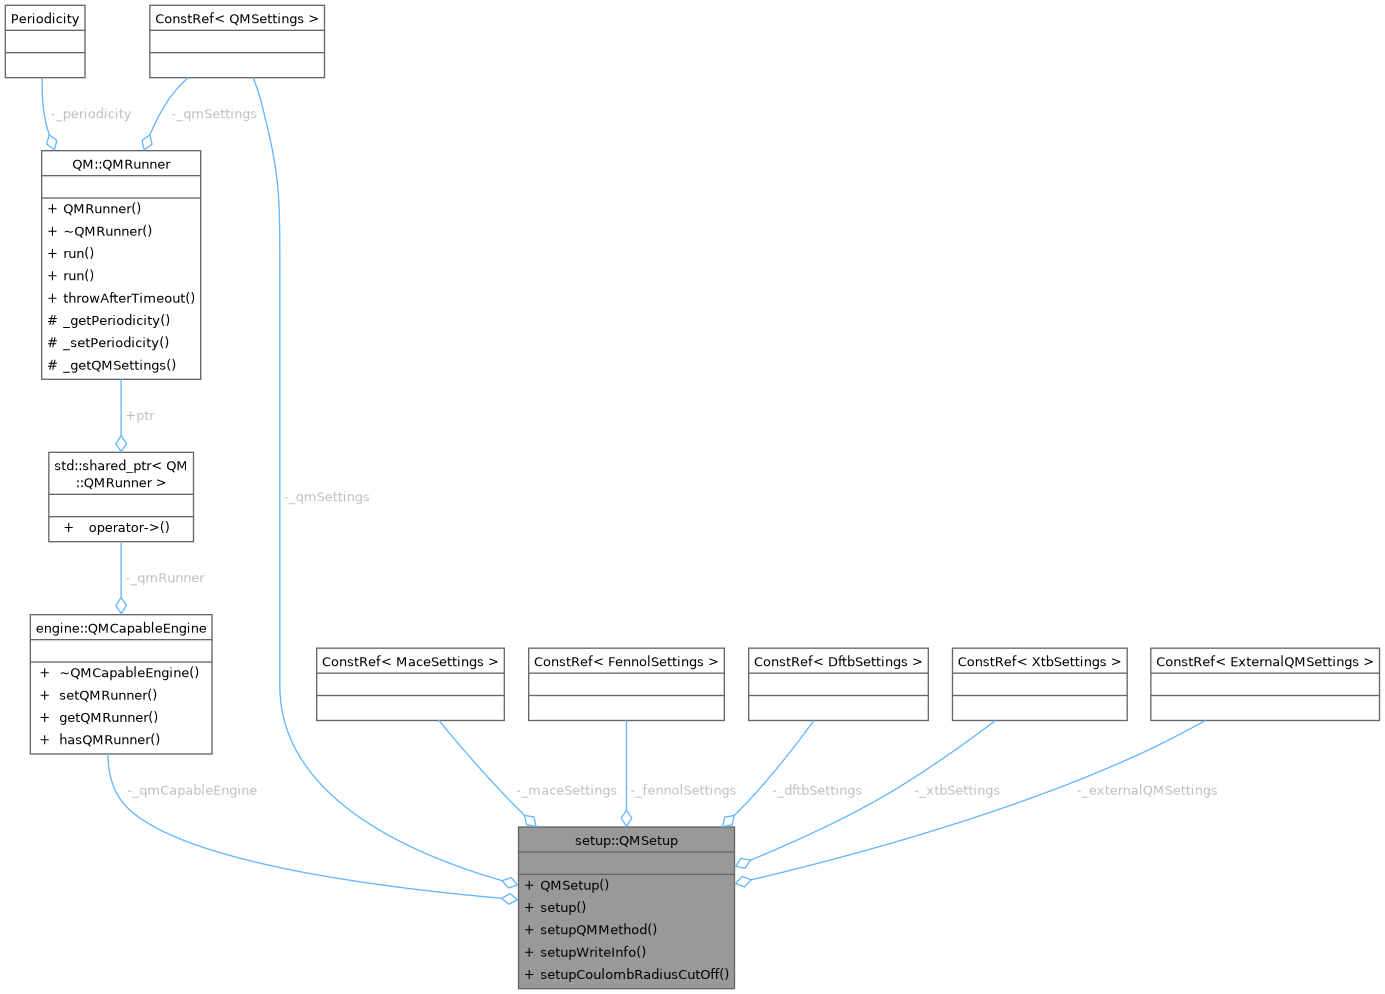 Periodicity
ConstRef< QMSettings >
-_periodicity
-_qmSettings
QM::QMRunner
+ QMRunner()
+ ~QMRunner()
+ run()
+ run()
+ throwAfterTimeout()
# _getPeriodicity()
# _setPeriodicity()
# _getQMSettings()
+ptr
std::shared_ptr< QM
::QMRunner >
+ operator->()
-_qmSettings
-_qmRunner
engine::QMCapableEngine
+ ~QMCapableEngine()
+ setQMRunner()
+ getQMRunner()
+ hasQMRunner()
ConstRef< MaceSettings >
ConstRef< FennolSettings >
ConstRef< DftbSettings >
ConstRef< XtbSettings >
ConstRef< ExternalQMSettings >
-_qmCapableEngine
-_maceSettings
-_fennolSettings
-_dftbSettings
-_xtbSettings
-_externalQMSettings
setup::QMSetup
+ QMSetup()
+ setup()
+ setupQMMethod()
+ setupWriteInfo()
+ setupCoulombRadiusCutOff()